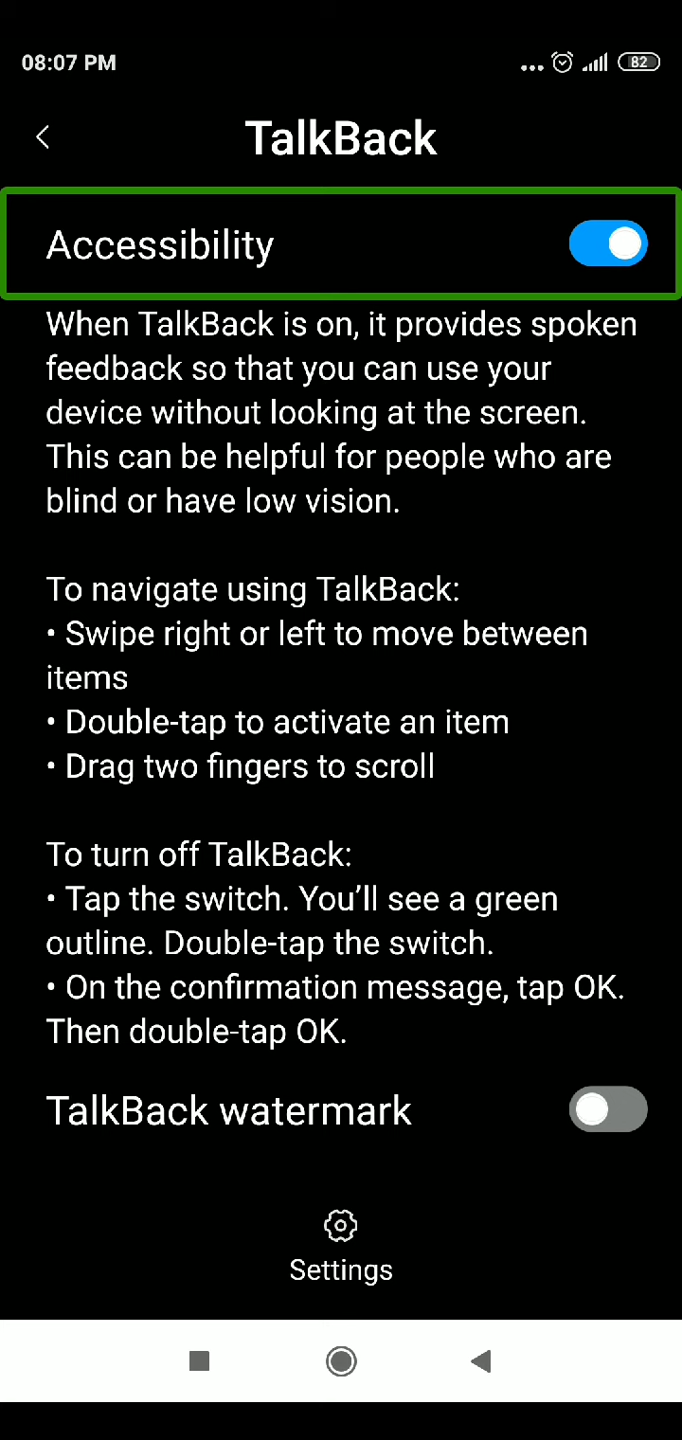 08:07 PM
82
TalkBack
Accessibility
When TalkBack is on, it provides spoken
feedback so that you can use your
device without looking at the screen.
This can be helpful for people who are
blind or have low vision.
To navigate using TalkBack:
• Swipe right or left to move between
items
• Double-tap to activate an item
• Drag two fingers to scroll
To turn off TalkBack:
• Tap the switch. You’ll see a green
outline. Double-tap the switch.
• On the confirmation message, tap OK.
Then double-tap OK.
TalkBack watermark
Settings